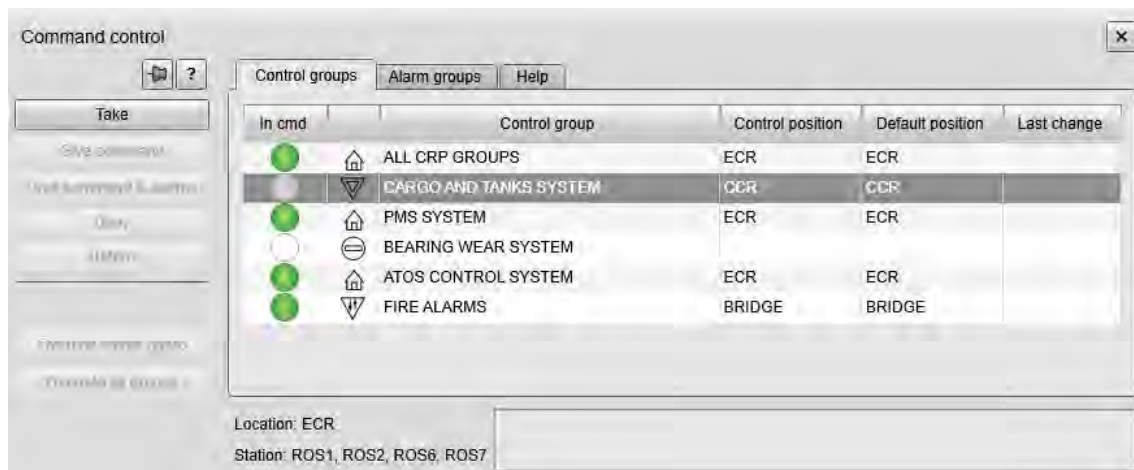 Command control
?
Control groups Alarm groups Help
Take
In cmd Control group Control position Default position Last change
ALL CRP GROUPS ECR ECR
CARGO AND TANKS SYSTEM CCR CCR
PMS SYSTEM ECR ECR
BEARING WEAR SYSTEM
ATOS CONTROL SYSTEM ECR ECR
FIRE ALARMS BRIDGE BRIDGE
Location: ECR
Station: ROS1, ROS2, ROS6, ROS7